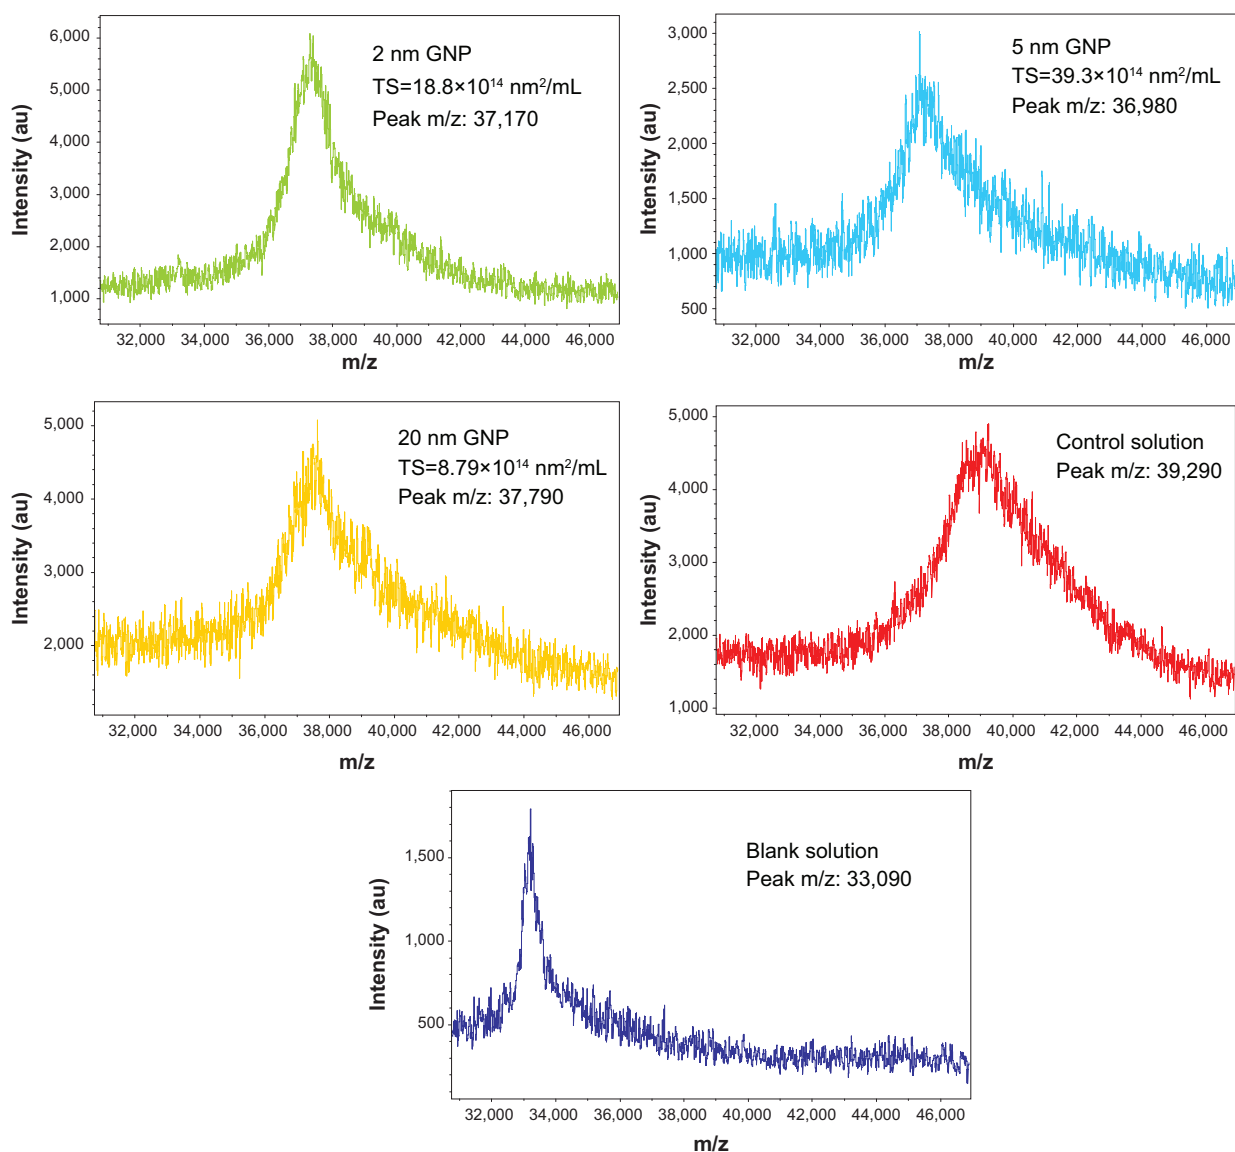 6,000
5,000
4,000
3,000
2,000
1,000
Intensity (au)
2 nm GNP
TS=18.8×10¹⁴ nm²/mL
Peak m/z: 37,170
32,000 34,000 36,000 38,000 40,000 42,000 44,000 46,000
m/z
3,000
2,500
2,000
1,500
1,000
500
Intensity (au)
5 nm GNP
TS=39.3×10¹⁴ nm²/mL
Peak m/z: 36,980
32,000 34,000 36,000 38,000 40,000 42,000 44,000 46,000
m/z
5,000
4,000
3,000
2,000
Intensity (au)
20 nm GNP
TS=8.79×10¹⁴ nm²/mL
Peak m/z: 37,790
32,000 34,000 36,000 38,000 40,000 42,000 44,000 46,000
m/z
5,000
4,000
3,000
2,000
1,000
Intensity (au)
Control solution
Peak m/z: 39,290
32,000 34,000 36,000 38,000 40,000 42,000 44,000 46,000
m/z
1,500
1,000
500
Intensity (au)
Blank solution
Peak m/z: 33,090
32,000 34,000 36,000 38,000 40,000 42,000 44,000 46,000
m/z